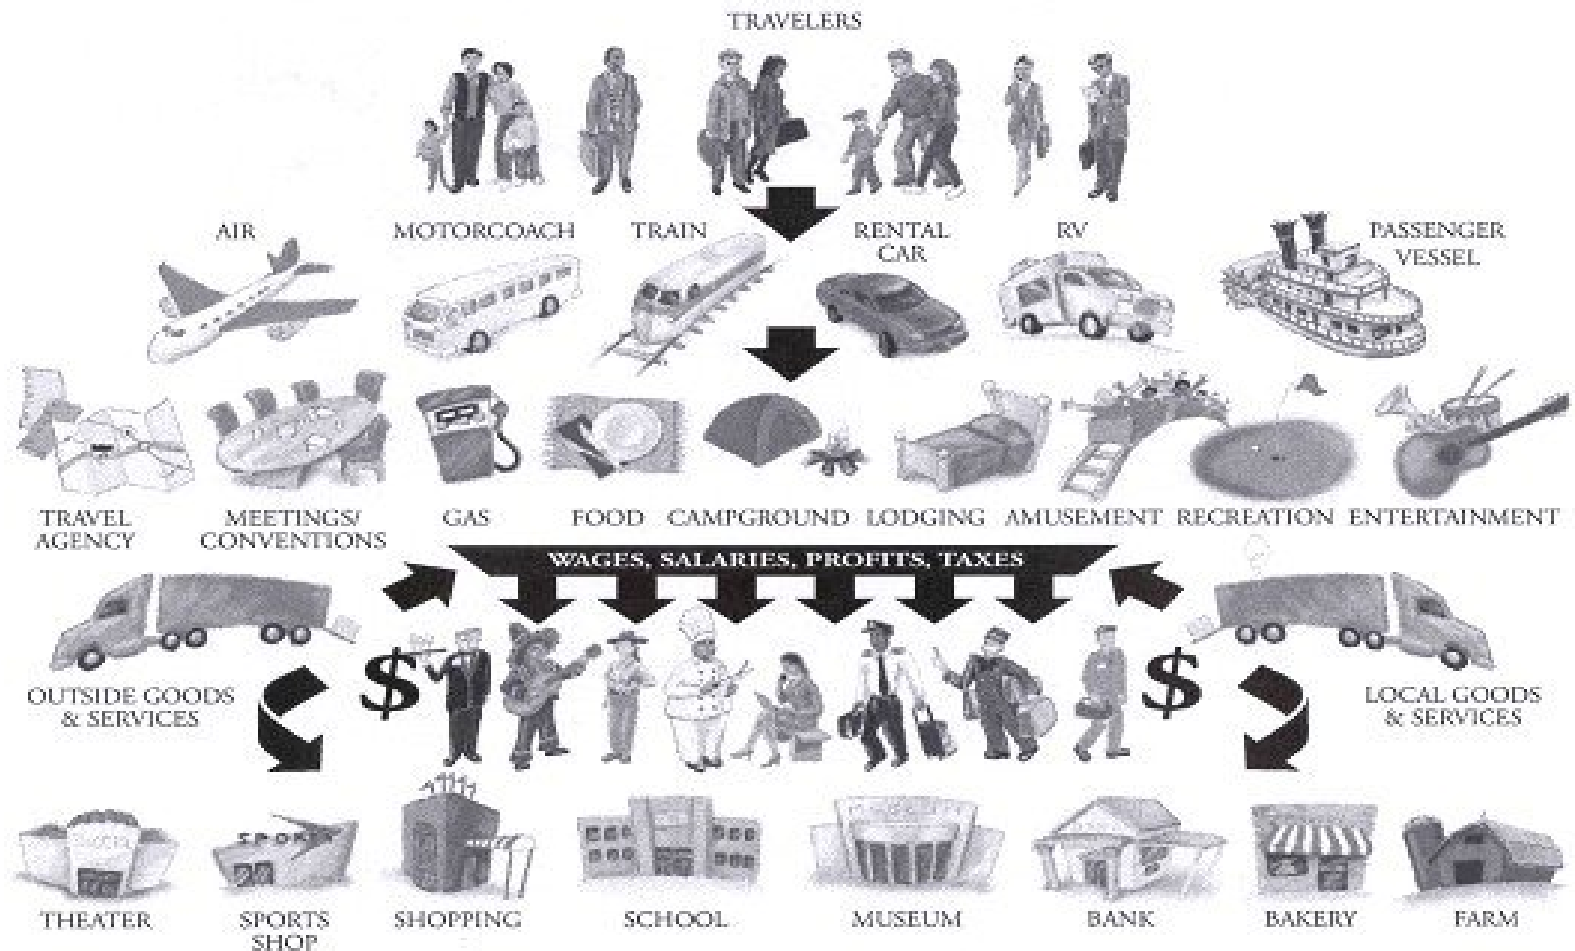 TRAVELERS
AIR
MOTORCOACH
TRAIN
RENTAL
CAR
RV
PASSENGER
VESSEL
TRAVEL
AGENCY
MEETINGS/
CONVENTIONS
GAS
FOOD
CAMPGROUND
LODGING
AMUSEMENT
RECREATION
ENTERTAINMENT
WAGES, SALARIES, PROFITS, TAXES
OUTSIDE GOODS
& SERVICES
$
$
LOCAL GOODS
& SERVICES
SPORT
THEATER
SPORTS
SHOP
SHOPPING
SCHOOL
MUSEUM
BANK
BAKERY
FARM